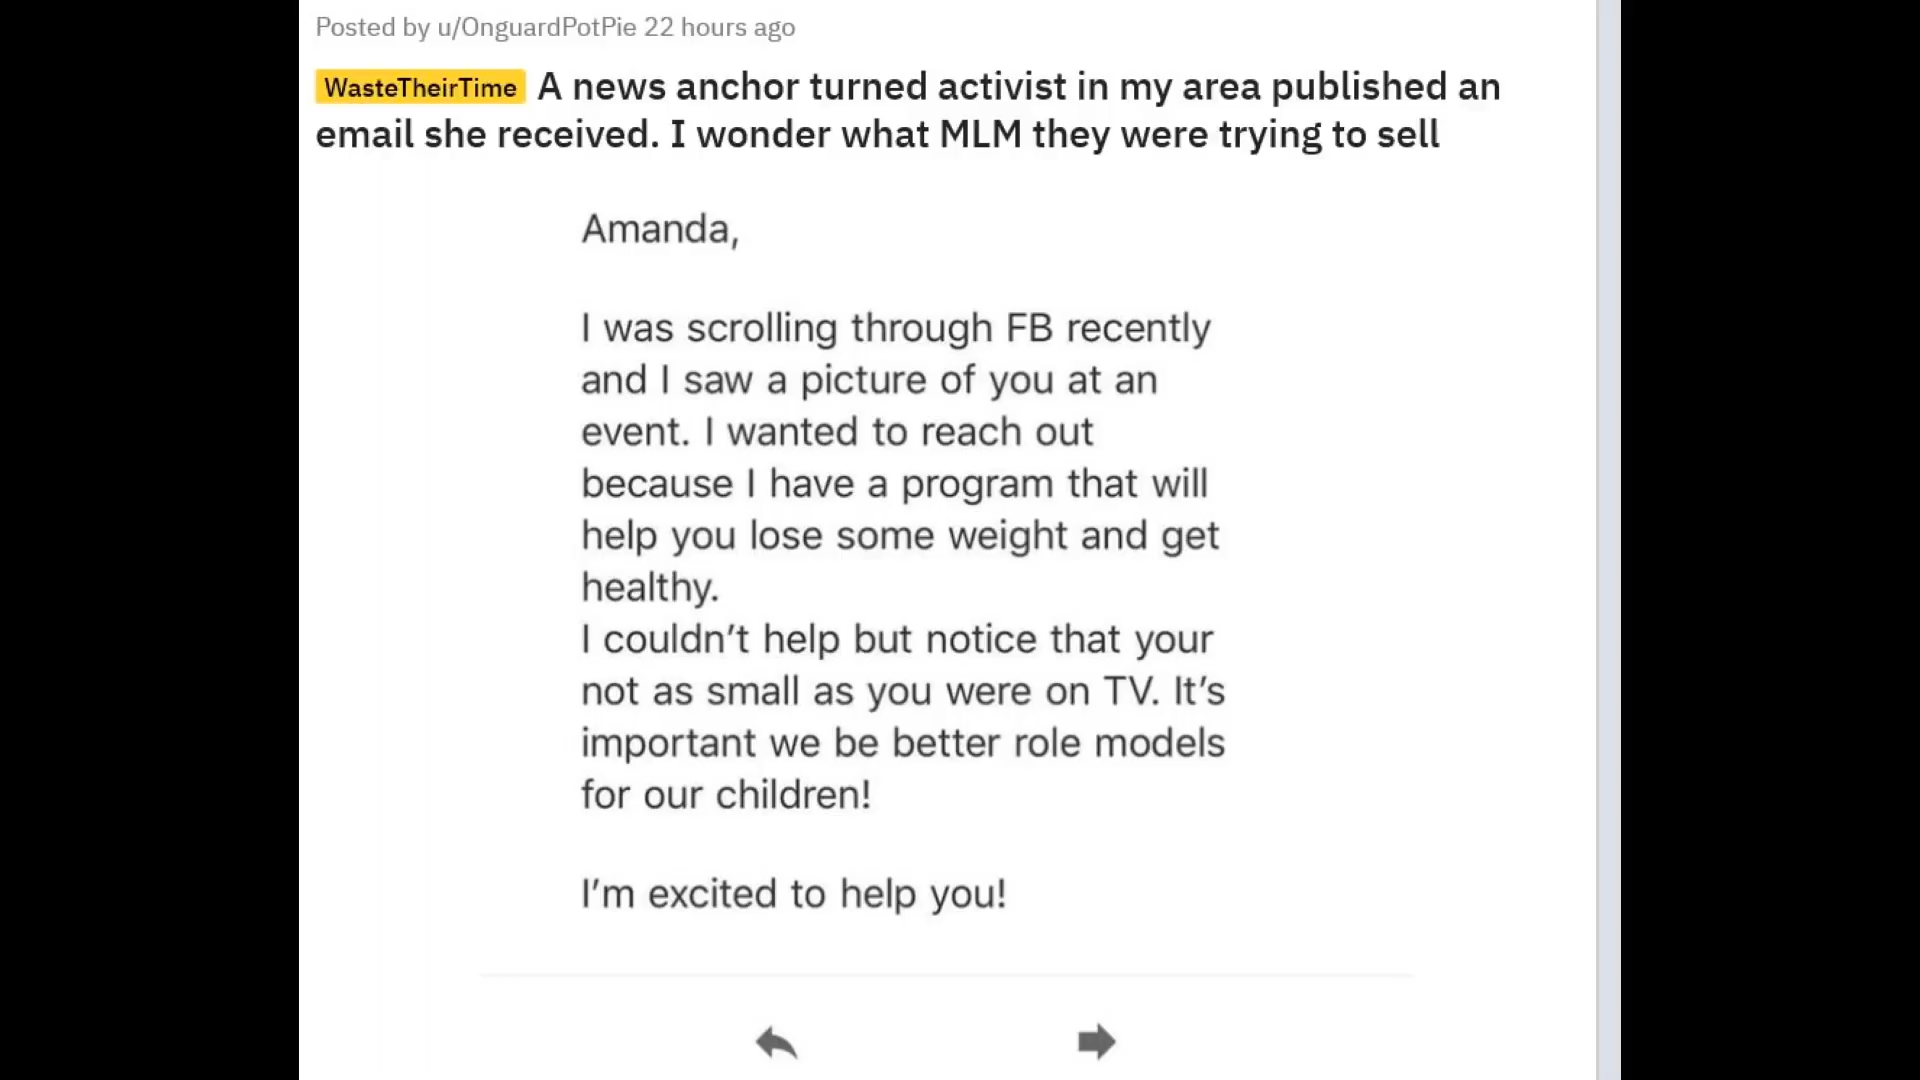 Posted by u/OnguardPotPie 22 hours ago
WasteTheirTime A news anchor turned activist in my area published an
email she received. I wonder what MLM they were trying to sell
Amanda,
I was scrolling through FB recently
and I saw a picture of you at an
event. I wanted to reach out
because I have a program that will
help you lose some weight and get
healthy.
I couldn’t help but notice that your
not as small as you were on TV. It’s
important we be better role models
for our children!
I’m excited to help you!